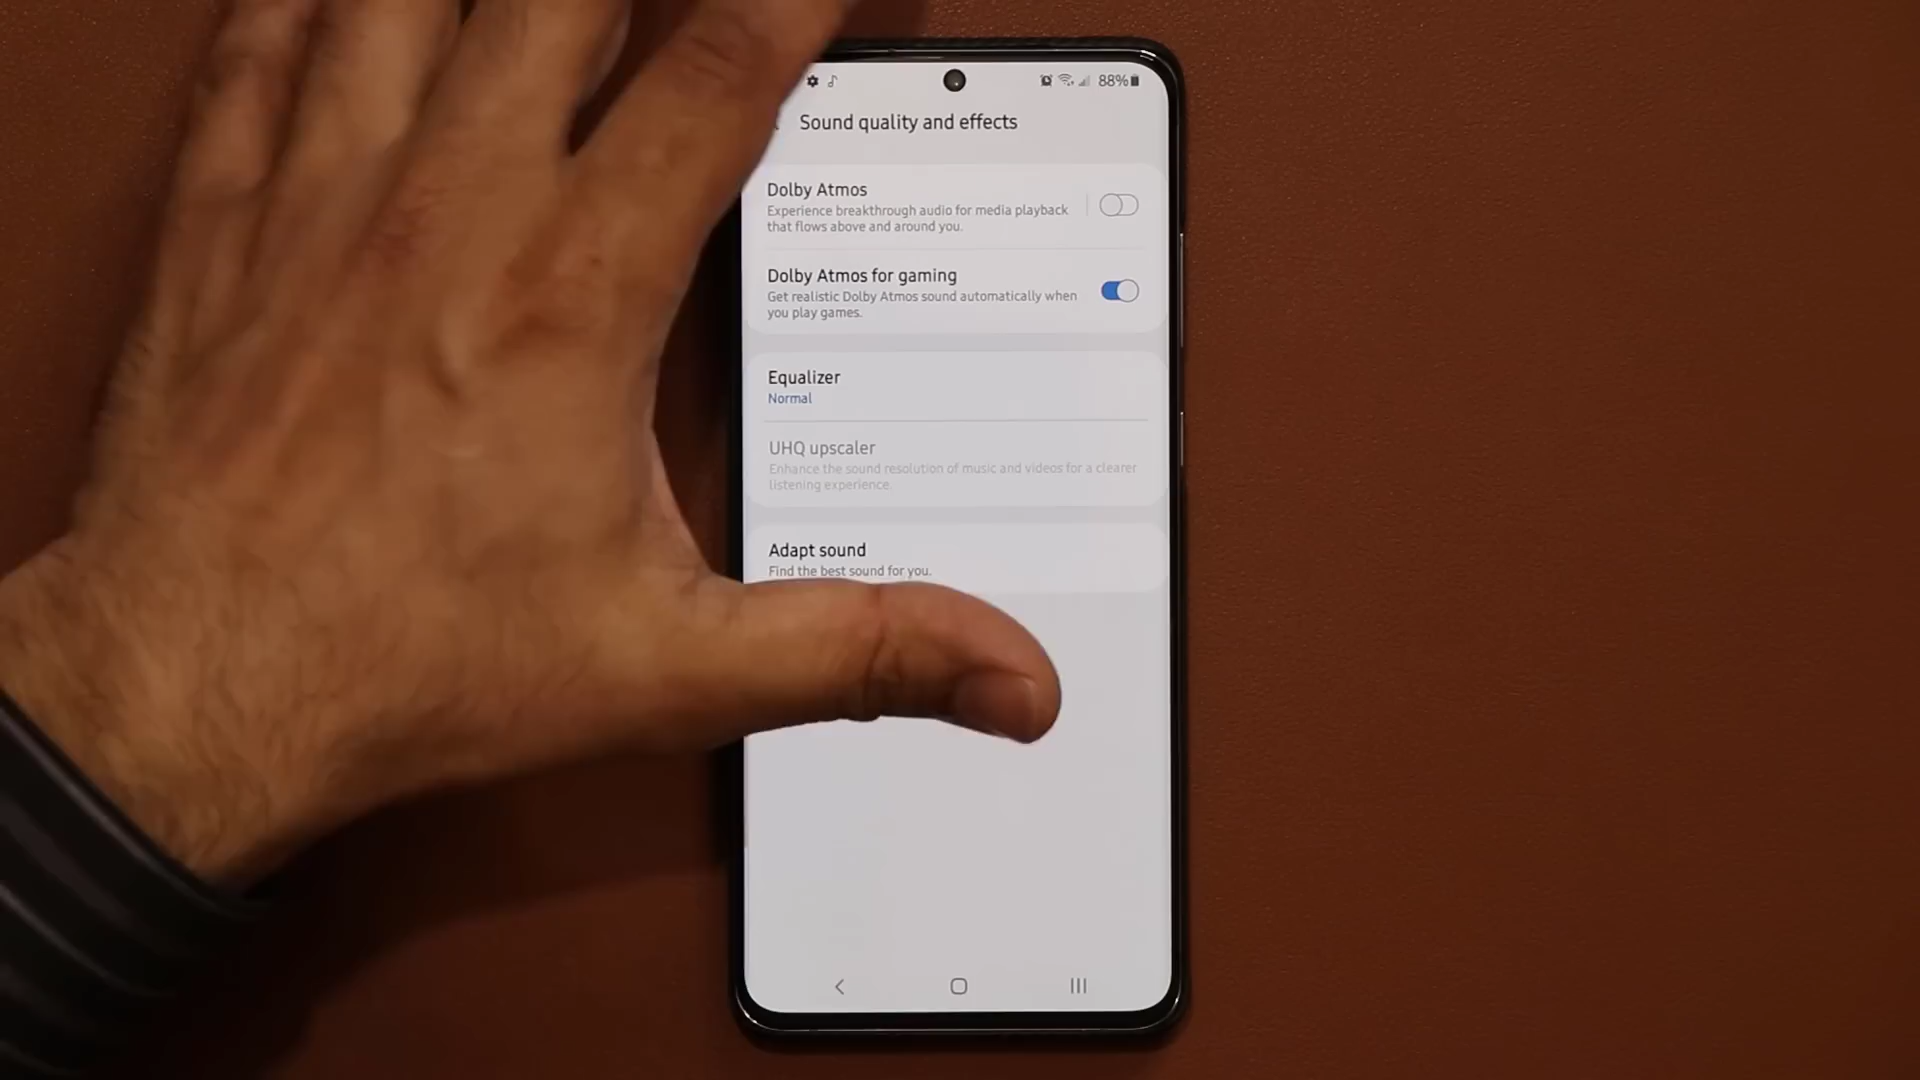 88%
Sound quality and effects
Dolby Atmos
Experience breakthrough audio for media playback
that flows above and around you.
Dolby Atmos for gaming
Get realistic Dolby Atmos sound automatically when
you play games.
Equalizer
Normal
UHQ upscaler
Enhance the sound resolution of music and videos for a clearer
listening experience.
Adapt sound
Find the best sound for you.